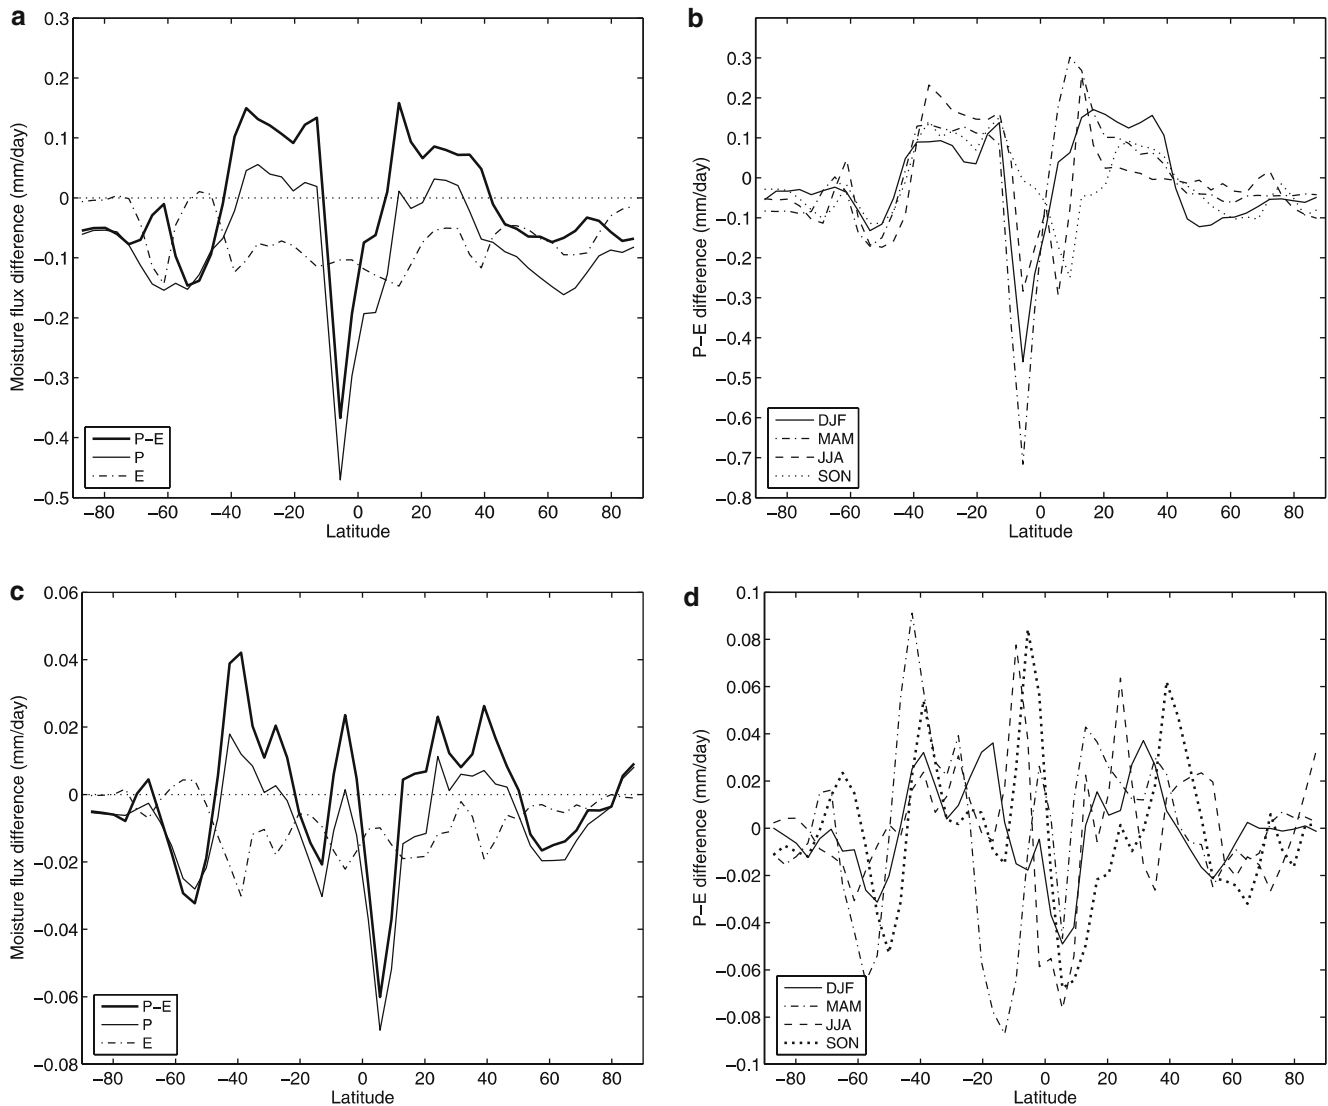 a
0.3
0.2
0.1
0
−0.1
−0.2
−0.3
−0.4
−0.5
Moisture flux difference (mm/day)
P−E
P
E
−80 −60 −40 −20 0 20 40 60 80
Latitude
b
0.3
0.2
0.1
0
−0.1
−0.2
−0.3
−0.4
−0.5
−0.6
−0.7
−0.8
P−E difference (mm/day)
DJF
MAM
JJA
SON
−80 −60 −40 −20 0 20 40 60 80
Latitude
c
0.06
0.04
0.02
0
−0.02
−0.04
−0.06
−0.08
Moisture flux difference (mm/day)
P−E
P
E
−80 −60 −40 −20 0 20 40 60 80
Latitude
d
0.1
0.08
0.06
0.04
0.02
0
−0.02
−0.04
−0.06
−0.08
−0.1
P−E difference (mm/day)
DJF
MAM
JJA
SON
−80 −60 −40 −20 0 20 40 60 80
Latitude